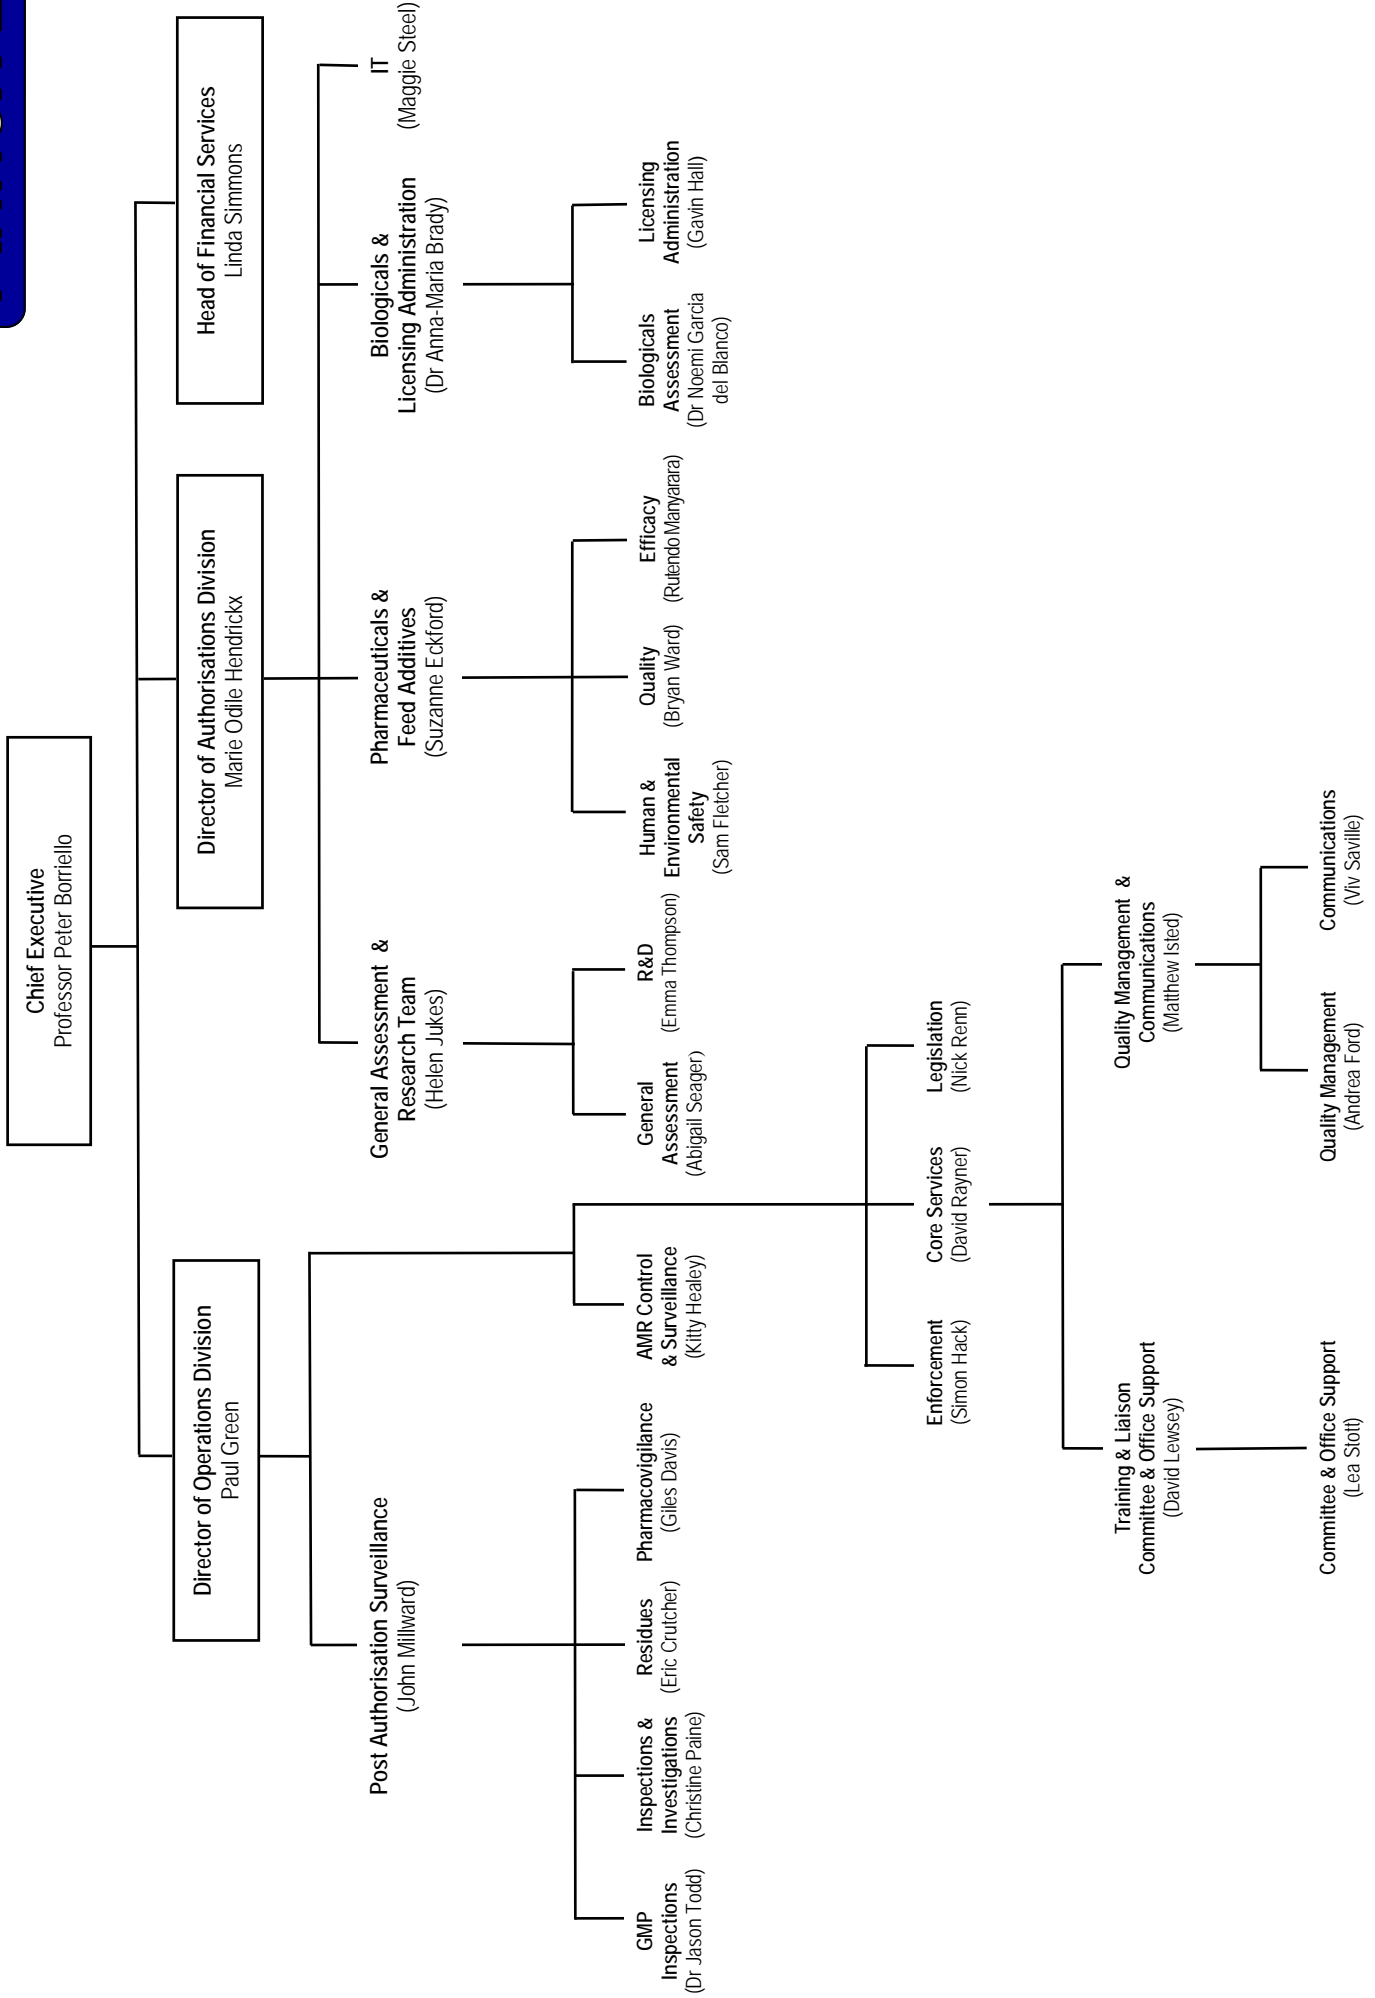 Chief Executive
Professor Peter Borriello
Director of Operations Division
Paul Green
Director of Authorisations Division
Marie Odile Hendrickx
Head of Financial Services
Linda Simmons
Post Authorisation Surveillance
(John Millward)
General Assessment &
Research Team
(Helen Jukes)
Pharmaceuticals &
Feed Additives
(Suzanne Eckford)
Biologicals &
Licensing Administration
(Dr Anna-Maria Brady)
IT
(Maggie Steel)
GMP
Inspections
(Dr Jason Todd)
Inspections &
Investigations
(Christine Paine)
Residues
(Eric Crutcher)
Pharmacovigilance
(Giles Davis)
AMR Control
& Surveillance
(Kitty Healey)
General
Assessment
(Abigail Seager)
R&D
(Emma Thompson)
Human &
Environmental
Safety
(Sam Fletcher)
Quality
(Bryan Ward)
Efficacy
(Rutendo Manyarara)
Biologicals
Assessment
(Dr Noemi Garcia
del Blanco)
Licensing
Administration
(Gavin Hall)
Enforcement
(Simon Hack)
Core Services
(David Rayner)
Legislation
(Nick Renn)
Training & Liaison
Committee & Office Support
(David Lewsey)
Quality Management &
Communications
(Matthew Isted)
Committee & Office Support
(Lea Stott)
Quality Management
(Andrea Ford)
Communications
(Viv Saville)